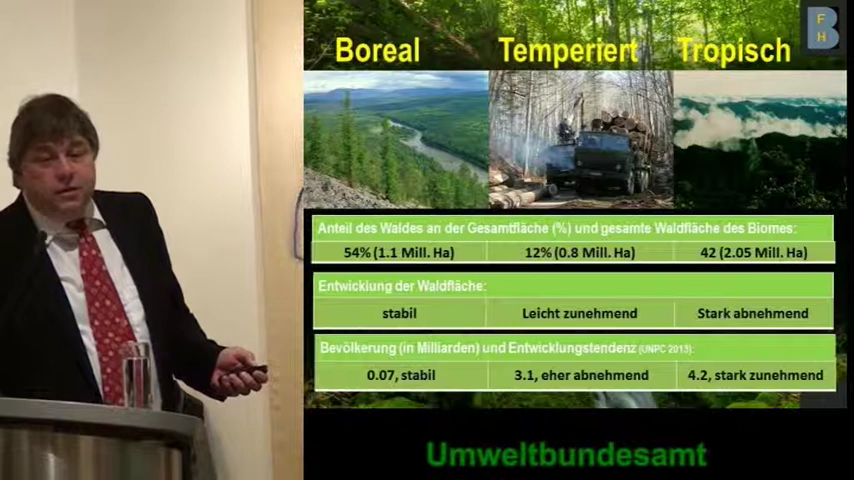 F
H
Boreal Temperiert Tropisch
Anteil des Waldes an der Gesamtfläche (%) und gesamte Waldfläche des Biomes:
54% (1.1 Mill. Ha) 12% (0.8 Mill. Ha) 42 (2.05 Mill. Ha)
Entwicklung der Waldfläche:
stabil Leicht zunehmend Stark abnehmend
Bevölkerung (in Milliarden) und Entwicklungstendenz (UNPC 2013):
0.07, stabil 3.1, eher abnehmend 4.2, stark zunehmend
Umweltbundesamt